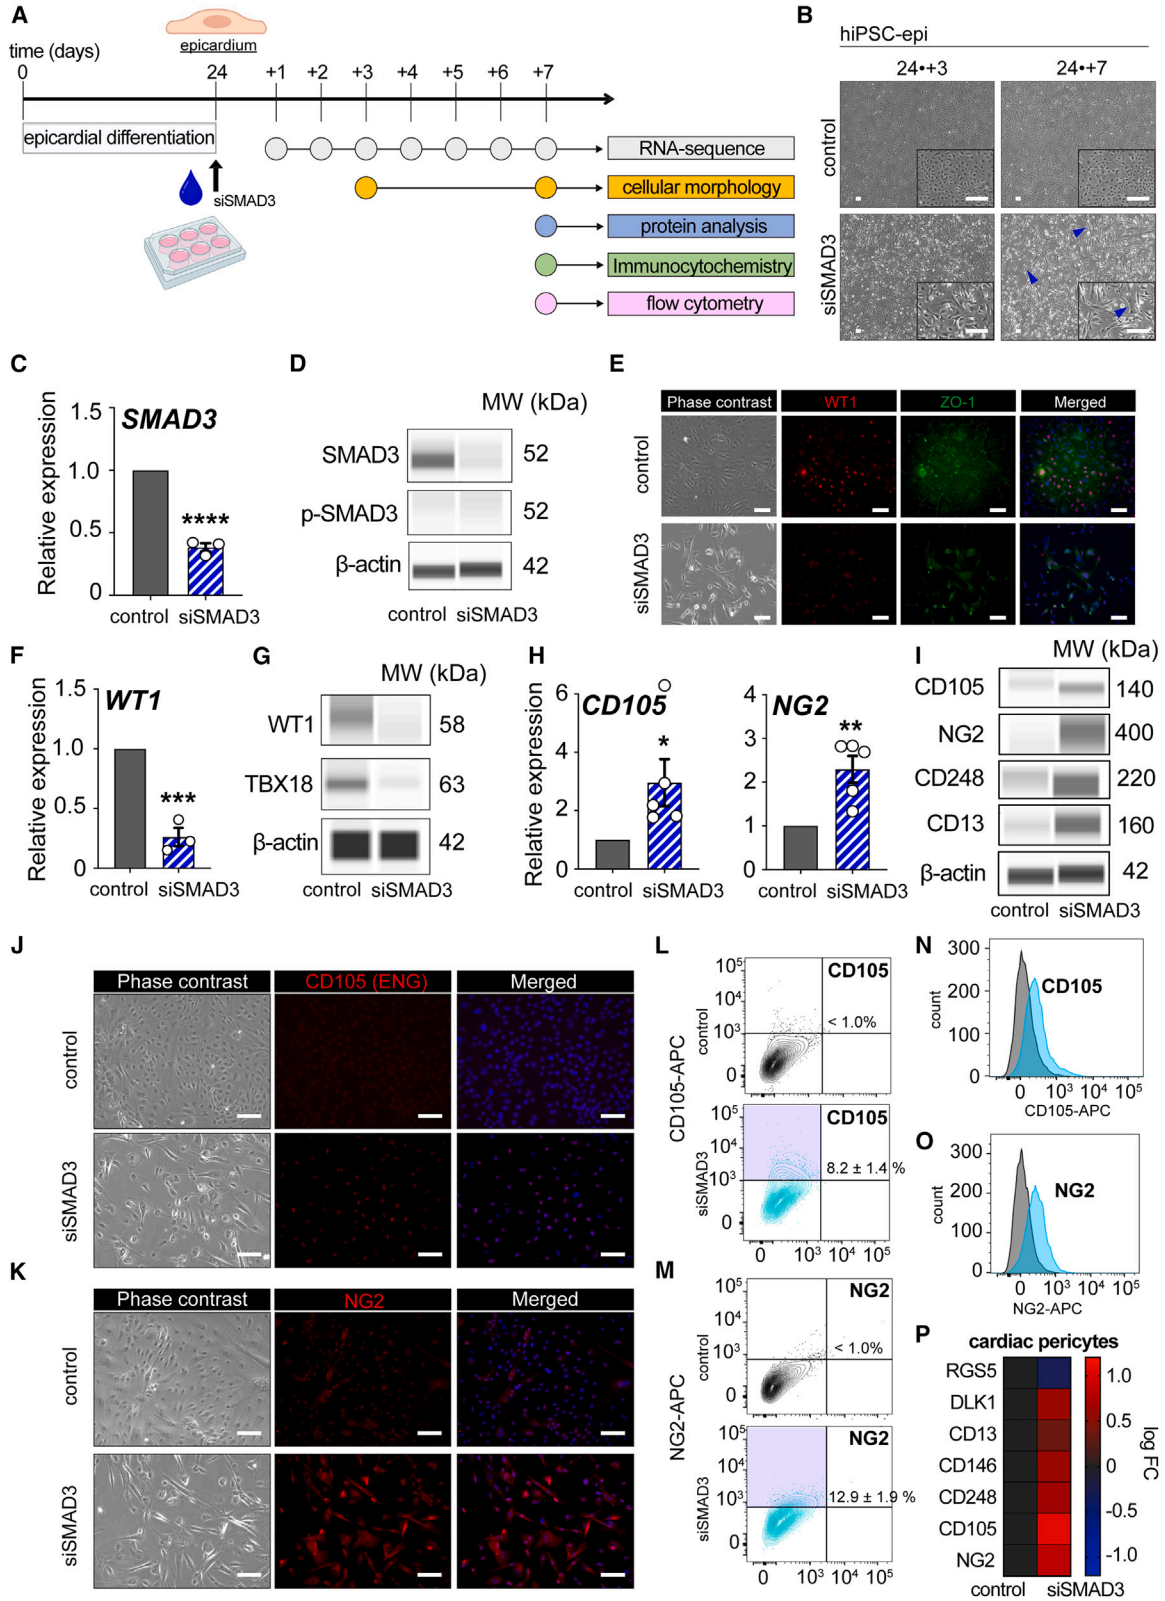 A
epicardium
time (days)
0
24
+1
+2
+3
+4
+5
+6
+7
epicardial differentiation
siSMAD3
RNA-sequence
cellular morphology
protein analysis
Immunocytochemistry
flow cytometry
B
hiPSC-epi
24•+3
24•+7
control
siSMAD3
C
Relative expression
SMAD3
1.5
1.0
0.5
0
****
control
siSMAD3
D
MW (kDa)
SMAD3
52
p-SMAD3
52
β-actin
42
control siSMAD3
E
Phase contrast
WT1
ZO-1
Merged
control
siSMAD3
F
Relative expression
WT1
1.5
1.0
0.5
0
***
control siSMAD3
G
MW (kDa)
WT1
58
TBX18
63
β-actin
42
control siSMAD3
H
Relative expression
CD105
6
4
2
0
*
control siSMAD3
NG2
4
3
2
1
0
**
control siSMAD3
I
MW (kDa)
CD105
140
NG2
400
CD248
220
CD13
160
β-actin
42
control siSMAD3
J
Phase contrast
CD105 (ENG)
Merged
control
siSMAD3
K
Phase contrast
NG2
Merged
control
siSMAD3
L
CD105-APC
control
10⁵
10⁴
10³
0
CD105
< 1.0%
siSMAD3
10⁵
10⁴
10³
0
CD105
8.2 ± 1.4 %
0 10³ 10⁴ 10⁵
M
NG2-APC
control
10⁵
10⁴
10³
0
NG2
< 1.0%
siSMAD3
10⁵
10⁴
10³
0
NG2
12.9 ± 1.9 %
0 10³ 10⁴ 10⁵
N
count
300
200
100
0
CD105
0 10³ 10⁴ 10⁵
CD105-APC
O
count
300
200
100
0
NG2
0 10³ 10⁴ 10⁵
NG2-APC
P
cardiac pericytes
RGS5
DLK1
CD13
CD146
CD248
CD105
NG2
control siSMAD3
1.0
0.5
0
-0.5
-1.0
log FC